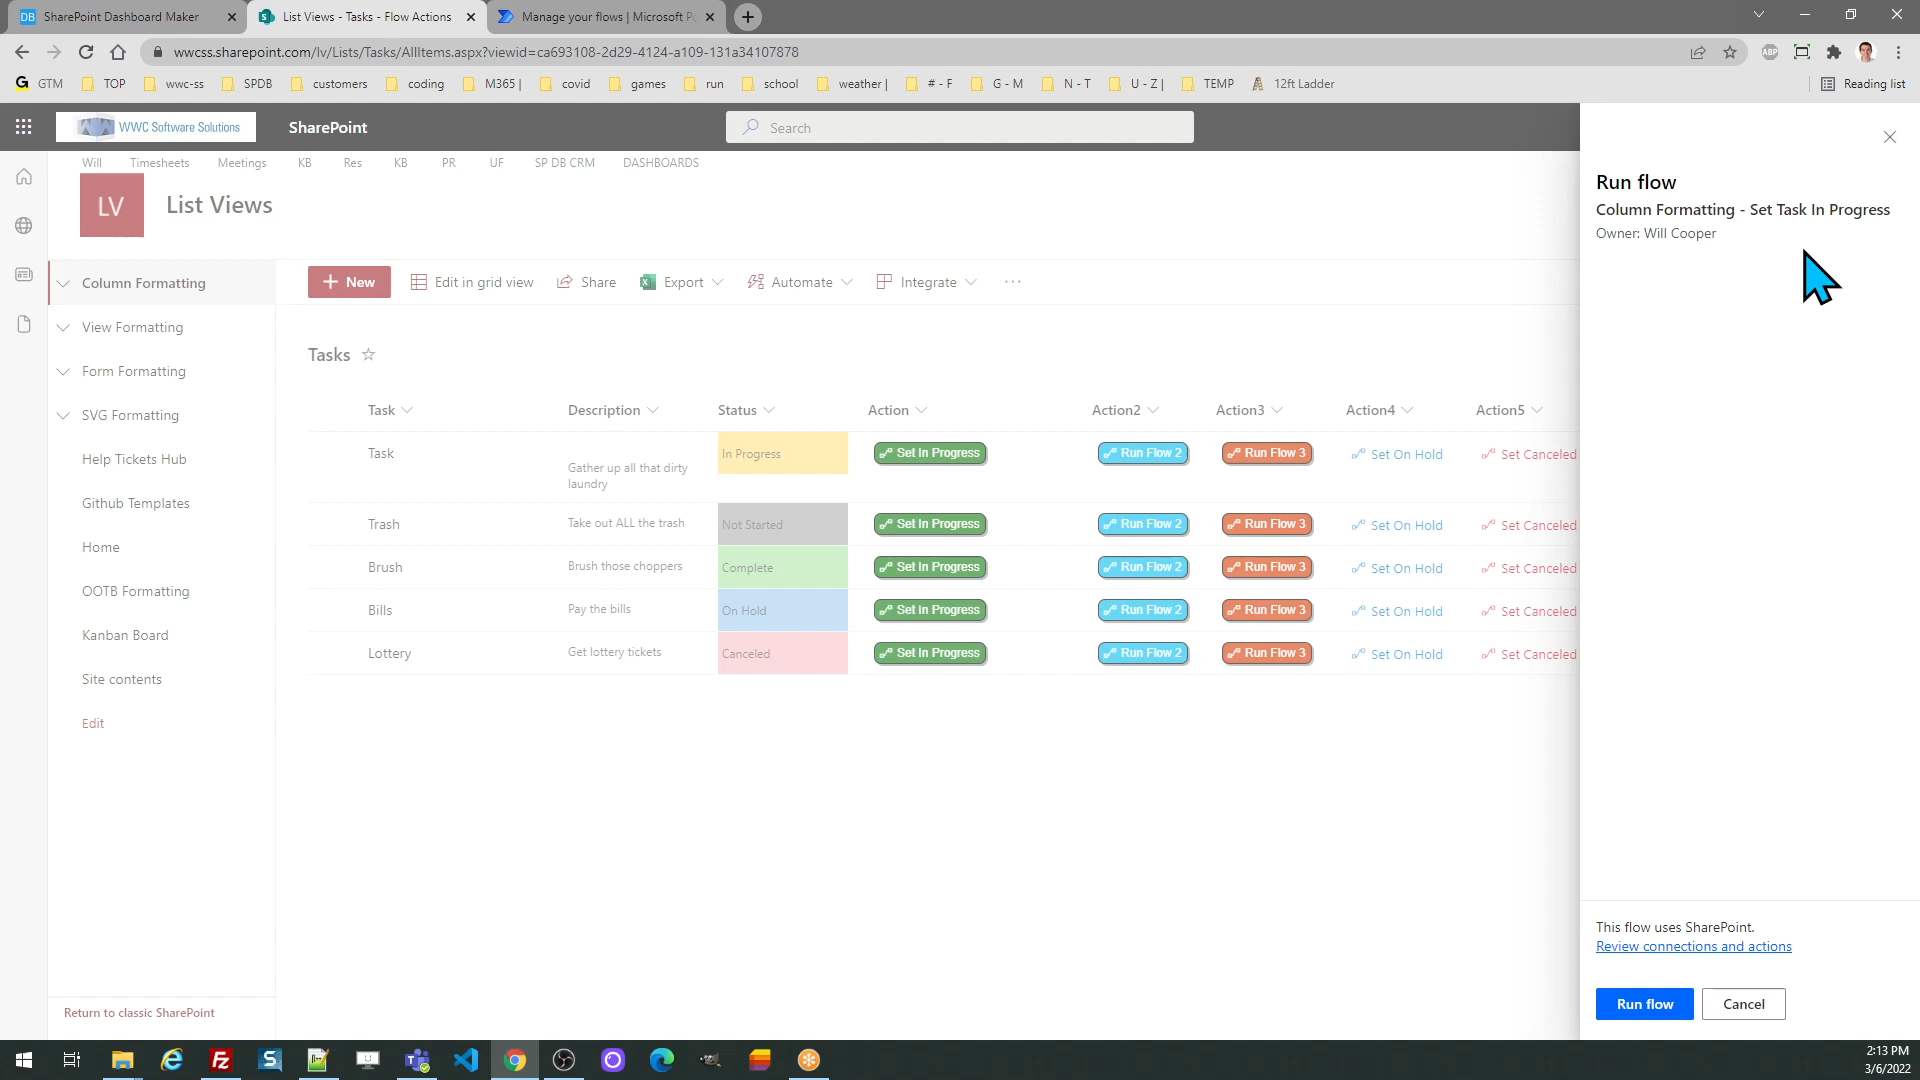 SharePoint Dashboard Maker
List Views - Tasks - Flow Actions
Manage your flows | Microsoft Po
wwcss.sharepoint.com/lv/Lists/Tasks/AllItems.aspx?viewid=ca693108-2d29-4124-a109-131a34107878
GTM TOP wwc-ss SPDB customers coding M365 | covid games run school weather | # - F G - M N - T U - Z | TEMP 12ft Ladder Reading list
WWC Software Solutions
SharePoint
Search
Will Timesheets Meetings KB Res KB PR UF SP DB CRM DASHBOARDS
LV
List Views
Column Formatting
View Formatting
Form Formatting
SVG Formatting
Help Tickets Hub
Github Templates
Home
OOTB Formatting
Kanban Board
Site contents
Edit
Return to classic SharePoint
New Edit in grid view Share Export Automate Integrate
Tasks
Task Description Status Action Action2 Action3 Action4 Action5
Task Gather up all that dirty laundry In Progress Set In Progress Run Flow 2 Run Flow 3 Set On Hold Set Canceled
Trash Take out ALL the trash Not Started Set In Progress Run Flow 2 Run Flow 3 Set On Hold Set Canceled
Brush Brush those choppers Complete Set In Progress Run Flow 2 Run Flow 3 Set On Hold Set Canceled
Bills Pay the bills On Hold Set In Progress Run Flow 2 Run Flow 3 Set On Hold Set Canceled
Lottery Get lottery tickets Canceled Set In Progress Run Flow 2 Run Flow 3 Set On Hold Set Canceled
Run flow
Column Formatting - Set Task In Progress
Owner: Will Cooper
This flow uses SharePoint.
Review connections and actions
Run flow
Cancel
2:13 PM
3/6/2022